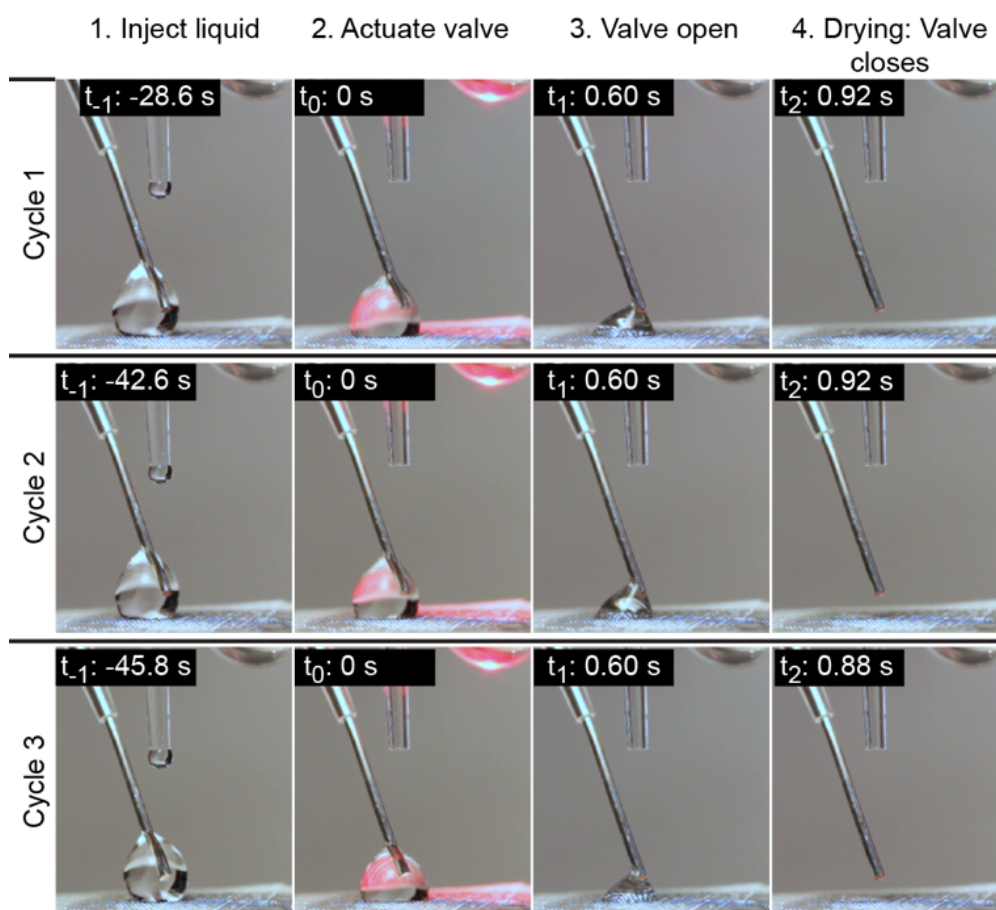 1. Inject liquid
2. Actuate valve
3. Valve open
4. Drying: Valve
closes
Cycle 1
t-1: -28.6 s
t0: 0 s
t1: 0.60 s
t2: 0.92 s
Cycle 2
t-1: -42.6 s
t0: 0 s
t1: 0.60 s
t2: 0.92 s
Cycle 3
t-1: -45.8 s
t0: 0 s
t1: 0.60 s
t2: 0.88 s